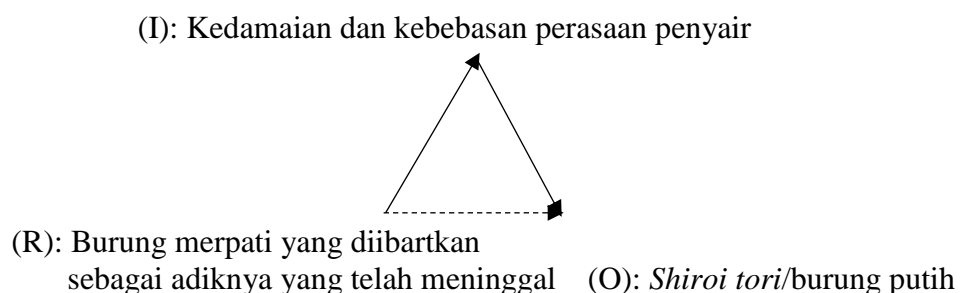 (I): Kedamaian dan kebebasan perasaan penyair
(R): Burung merpati yang diibartkan
sebagai adiknya yang telah meninggal (O): Shiroi tori/burung putih